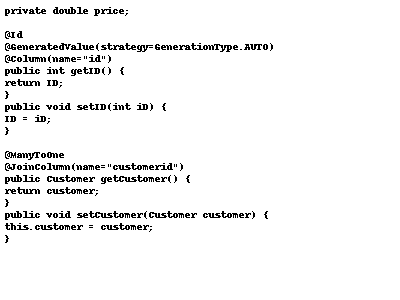 private double price;
@Id
@GeneratedValue(strategy=GenerationType.AUTO)
@Column(name="id")
public int getID() {
return ID;
}
public void setID(int iD) {
ID = iD;
}
@ManyToOne
@JoinColumn(name="customerid")
public Customer getCustomer() {
return customer;
}
public void setCustomer(Customer customer) {
this.customer = customer;
}